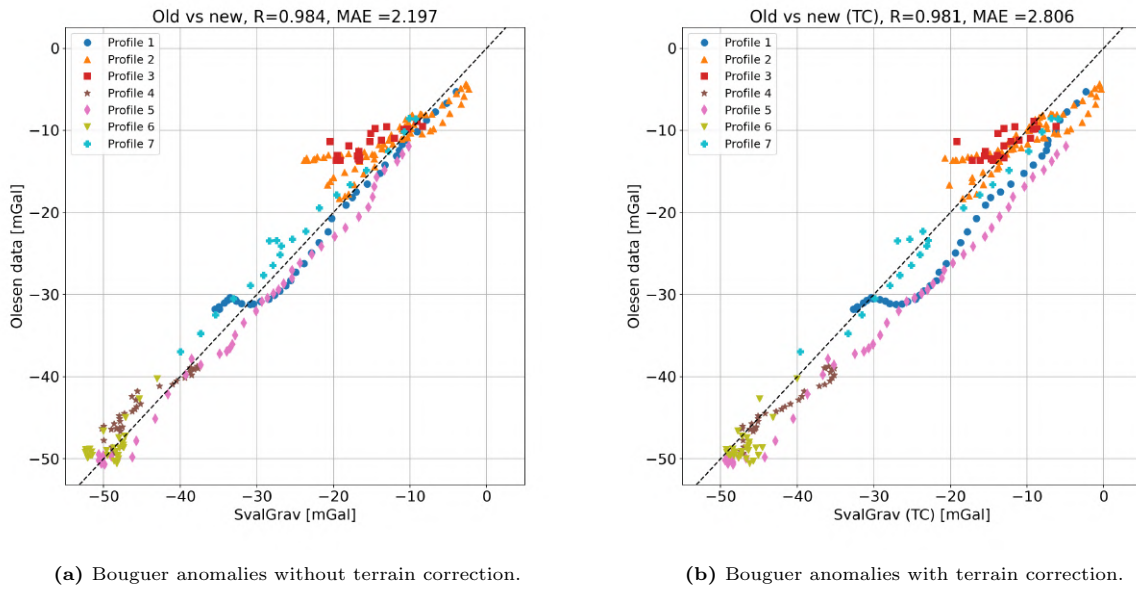 Old vs new, R=0.984, MAE =2.197
0
−10
−20
−30
−40
−50
Olesen data [mGal]
Profile 1
Profile 2
Profile 3
Profile 4
Profile 5
Profile 6
Profile 7
−50 −40 −30 −20 −10 0
SvalGrav [mGal]
(a) Bouguer anomalies without terrain correction.
Old vs new (TC), R=0.981, MAE =2.806
0
−10
−20
−30
−40
−50
Olesen data [mGal]
Profile 1
Profile 2
Profile 3
Profile 4
Profile 5
Profile 6
Profile 7
−50 −40 −30 −20 −10 0
SvalGrav (TC) [mGal]
(b) Bouguer anomalies with terrain correction.